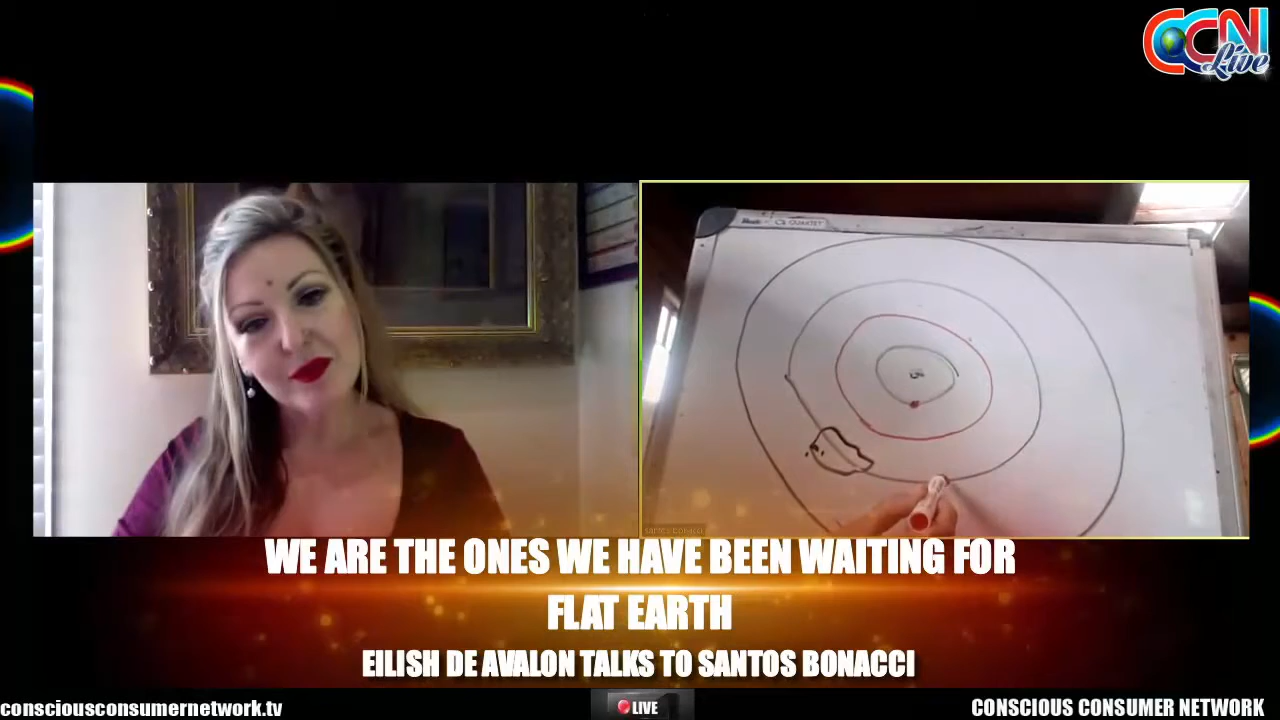 CCN
Live
QUARTET
WE ARE THE ONES WE HAVE BEEN WAITING FOR
FLAT EARTH
EILISH DE AVALON TALKS TO SANTOS BONACCI
consciousconsumernetwork.tv
LIVE
CONSCIOUS CONSUMER NETWORK